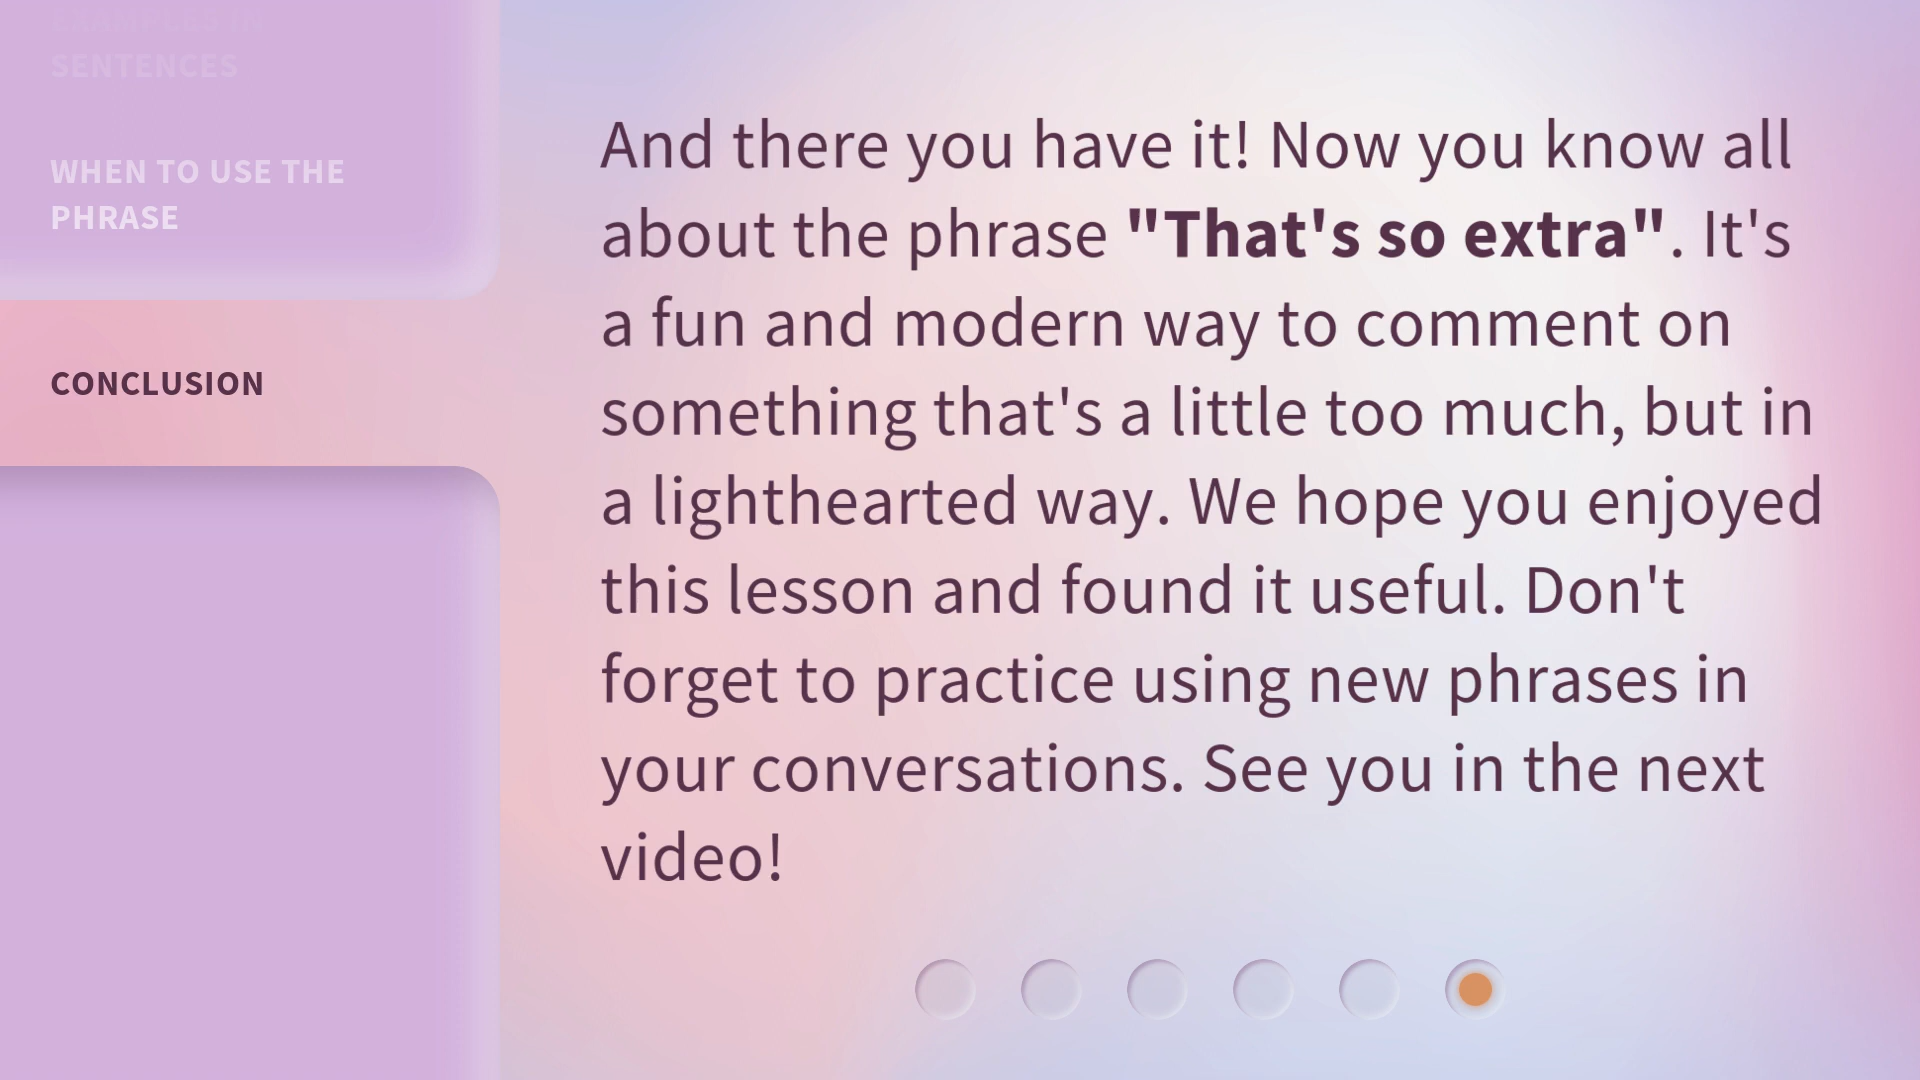 EXAMPLES IN
SENTENCES
WHEN TO USE THE
PHRASE
CONCLUSION
And there you have it! Now you know all
about the phrase "That's so extra". It's
a fun and modern way to comment on
something that's a little too much, but in
a lighthearted way. We hope you enjoyed
this lesson and found it useful. Don't
forget to practice using new phrases in
your conversations. See you in the next
video!